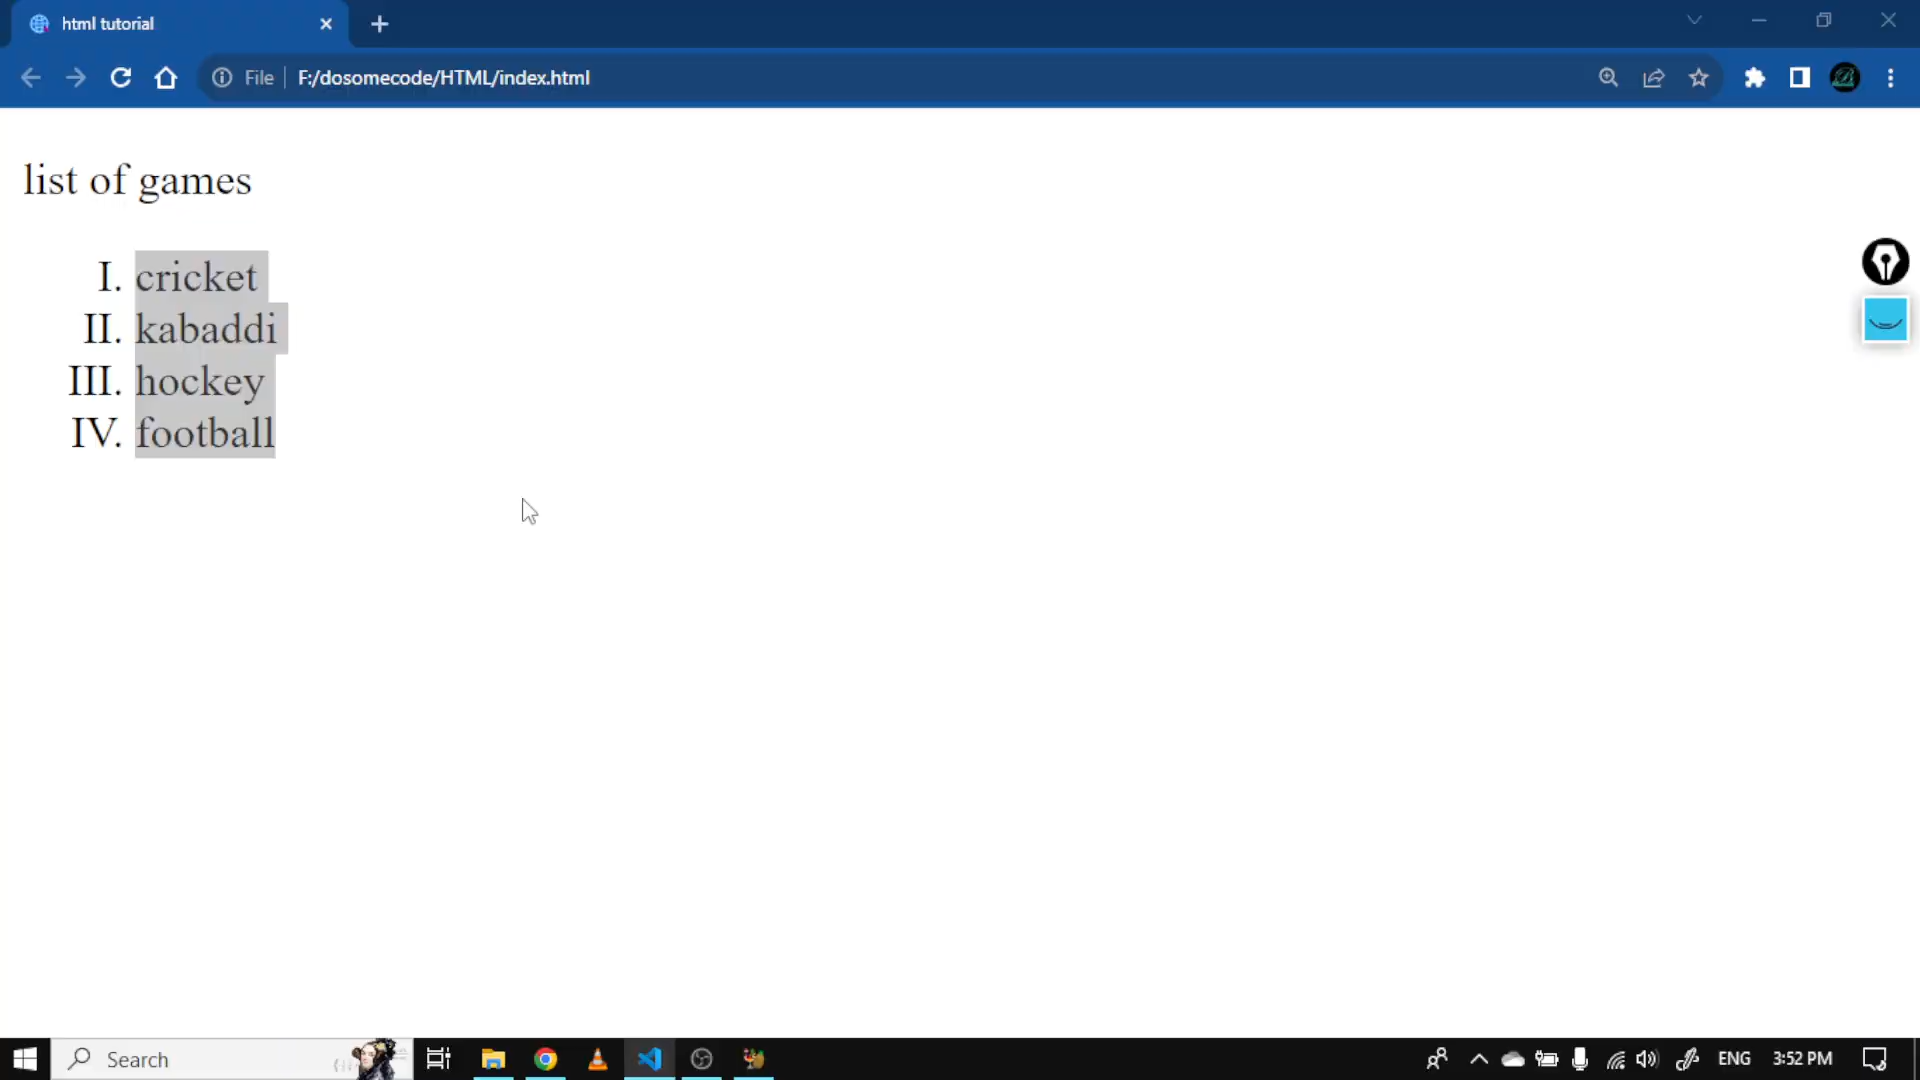 html tutorial
File F:/dosomecode/HTML/index.html
list of games
I. cricket
II. kabaddi
III. hockey
IV. football
Search
ENG 3:52 PM